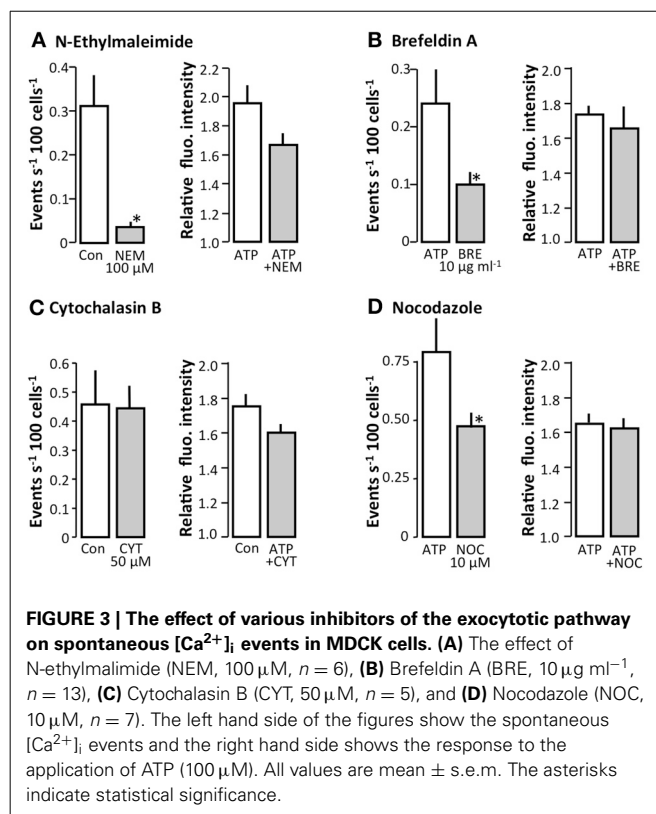 A N-Ethylmaleimide
Events s⁻¹ 100 cells⁻¹
0.4
0.3
0.2
0.1
0
Con NEM
100 µM
*
Relative fluo. intensity
2.2
2.0
1.8
1.6
1.4
1.2
1.0
ATP ATP
+NEM
B Brefeldin A
Events s⁻¹ 100 cells⁻¹
0.3
0.2
0.1
0
ATP BRE
10 µg ml⁻¹
*
Relative fluo. intensity
2.0
1.8
1.6
1.4
1.2
1.0
ATP ATP
+BRE
C Cytochalasin B
Events s⁻¹ 100 cells⁻¹
0.6
0.5
0.4
0.3
0.2
0.1
0
Con CYT
50 µM
Relative fluo. intensity
2.0
1.8
1.6
1.4
1.2
1.0
Con ATP
+CYT
D Nocodazole
Events s⁻¹ 100 cells⁻¹
0.75
0.50
0.25
0
ATP NOC
10 µM
*
Relative fluo. intensity
2.0
1.8
1.6
1.4
1.2
1.0
ATP ATP
+NOC
FIGURE 3 | The effect of various inhibitors of the exocytotic pathway
on spontaneous [Ca²⁺]ᵢ events in MDCK cells. (A) The effect of
N-ethylmalimide (NEM, 100 µM, n = 6), (B) Brefeldin A (BRE, 10 µg ml⁻¹,
n = 13), (C) Cytochalasin B (CYT, 50 µM, n = 5), and (D) Nocodazole (NOC,
10 µM, n = 7). The left hand side of the figures show the spontaneous
[Ca²⁺]ᵢ events and the right hand side shows the response to the
application of ATP (100 µM). All values are mean ± s.e.m. The asterisks
indicate statistical significance.